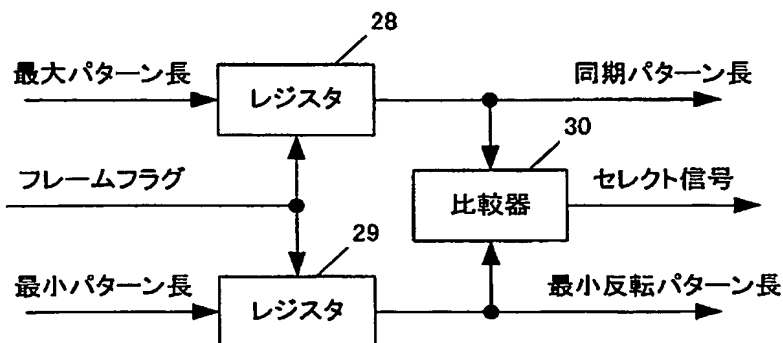 28
最大パターン長
レジスタ
同期パターン長
30
フレームフラグ
比較器
セレクト信号
29
最小パターン長
レジスタ
最小反転パターン長